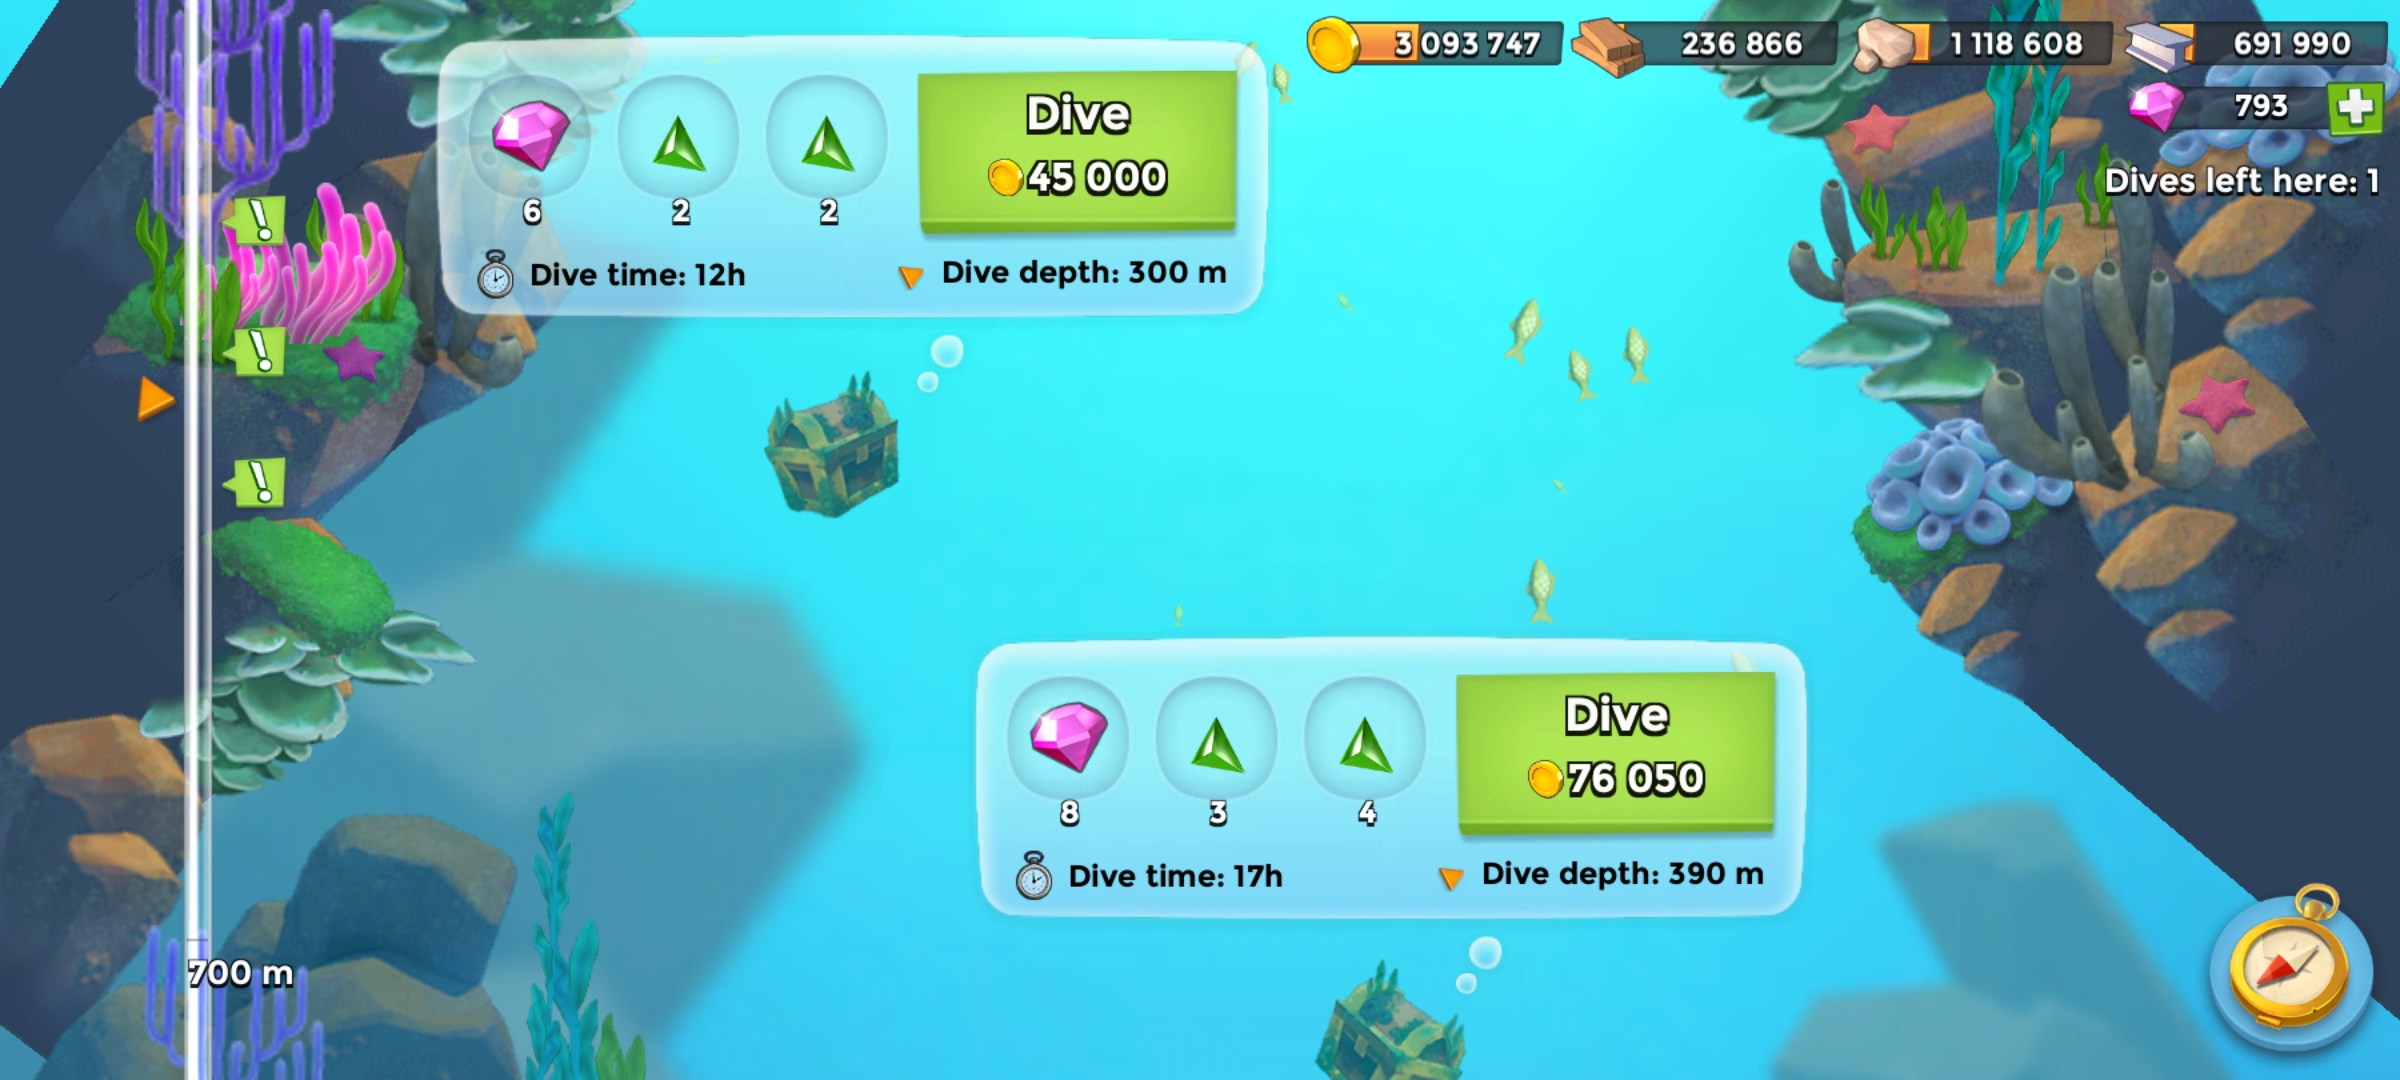 3 093 747
236 866
1 118 608
691 990
793
Dives left here: 1
Dive
45 000
6
2
2
Dive time: 12h
Dive depth: 300 m
!
!
!
Dive
76 050
8
3
4
Dive time: 17h
Dive depth: 390 m
700 m